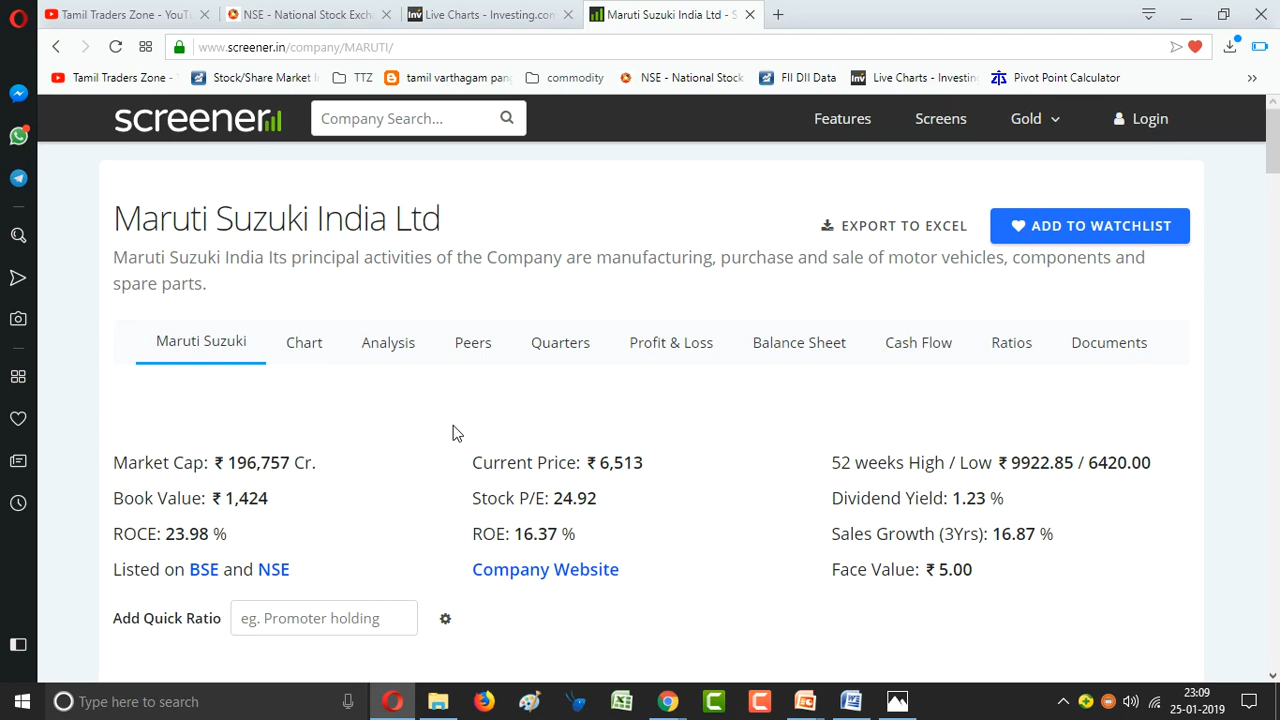 Tamil Traders Zone - YouT
NSE - National Stock Exch
Inv Live Charts - Investing.com
Maruti Suzuki India Ltd - S
www.screener.in/company/MARUTI/
Tamil Traders Zone -
Stock/Share Market I
TTZ
tamil varthagam pan
commodity
NSE - National Stock
FII DII Data
Inv Live Charts - Investin
Pivot Point Calculator
screener
Company Search...
Features
Screens
Gold
Login
Maruti Suzuki India Ltd
EXPORT TO EXCEL
ADD TO WATCHLIST
Maruti Suzuki India Its principal activities of the Company are manufacturing, purchase and sale of motor vehicles, components and
spare parts.
Maruti Suzuki
Chart
Analysis
Peers
Quarters
Profit & Loss
Balance Sheet
Cash Flow
Ratios
Documents
Market Cap: ₹ 196,757 Cr.
Current Price: ₹ 6,513
52 weeks High / Low ₹ 9922.85 / 6420.00
Book Value: ₹ 1,424
Stock P/E: 24.92
Dividend Yield: 1.23 %
ROCE: 23.98 %
ROE: 16.37 %
Sales Growth (3Yrs): 16.87 %
Listed on BSE and NSE
Company Website
Face Value: ₹ 5.00
Add Quick Ratio
eg. Promoter holding
Type here to search
23:09
25-01-2019